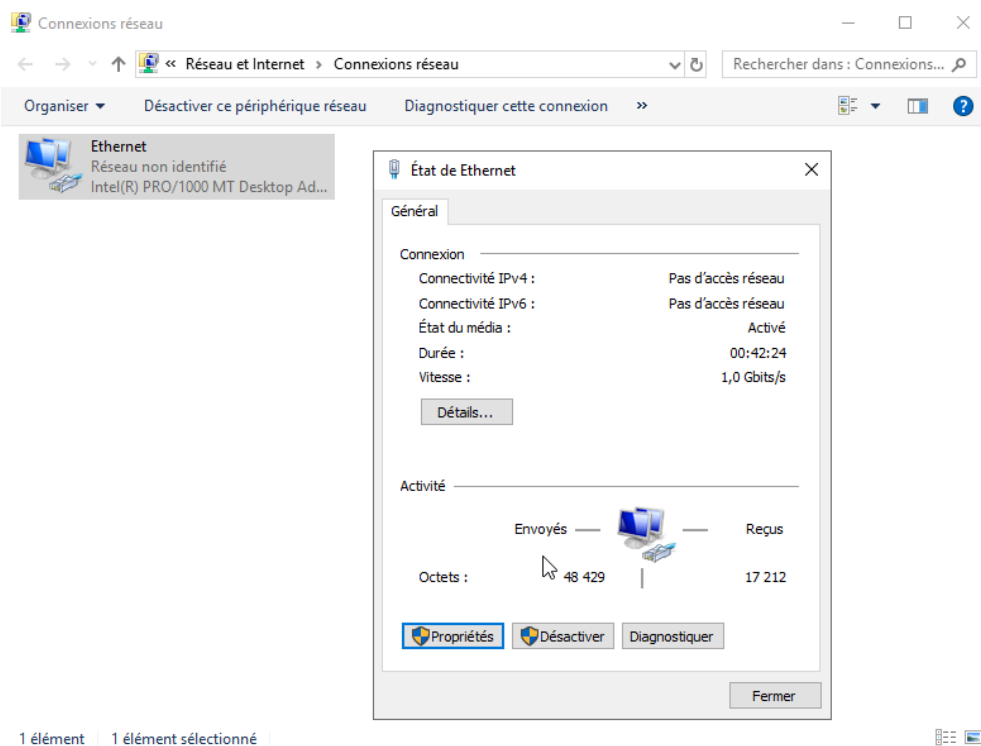 Connexions réseau
« Réseau et Internet › Connexions réseau
Rechercher dans : Connexions...
Organiser
Désactiver ce périphérique réseau
Diagnostiquer cette connexion
»
Ethernet
Réseau non identifié
Intel(R) PRO/1000 MT Desktop Ad...
État de Ethernet
Général
Connexion
Connectivité IPv4 : Pas d'accès réseau
Connectivité IPv6 : Pas d'accès réseau
État du média : Activé
Durée : 00:42:24
Vitesse : 1,0 Gbits/s
Détails...
Activité
Envoyés — — Reçus
Octets : 48 429 17 212
Propriétés
Désactiver
Diagnostiquer
Fermer
1 élément
1 élément sélectionné